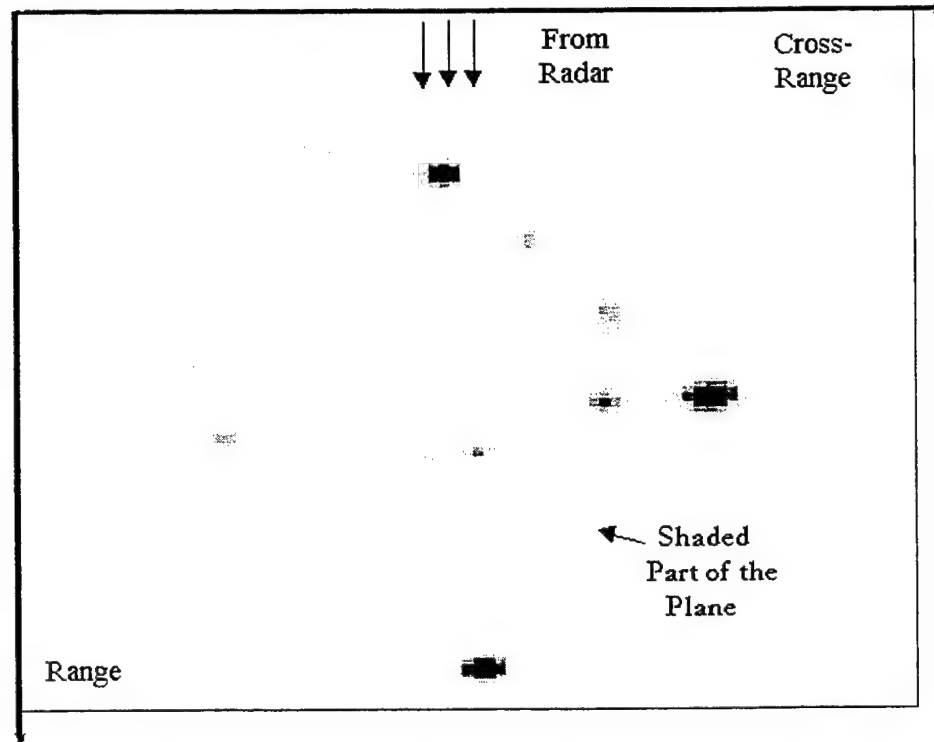 From
Radar
Cross-
Range
Shaded
Part of the
Plane
Range